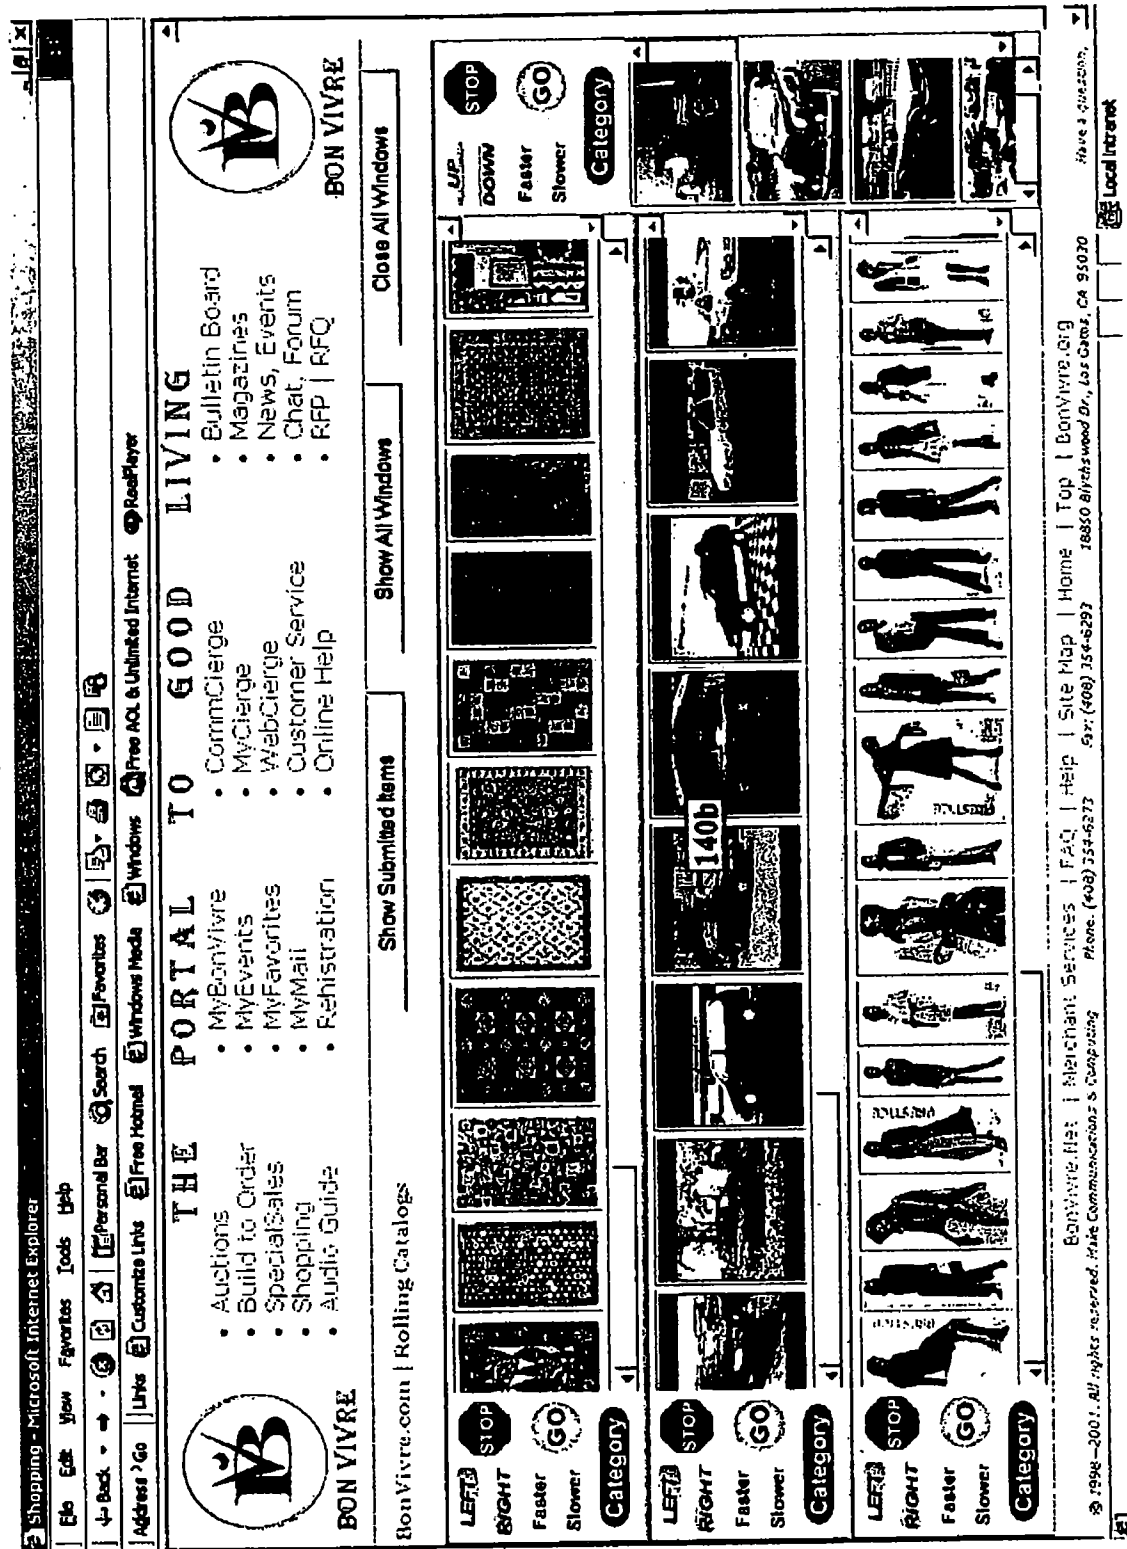 Shopping - Microsoft Internet Explorer
File Edit View Favorites Tools Help
Back Search Favorites
Address Go Links Customize Links Free Hotmail Windows Media Windows Free AOL & Unlimited Internet RealPlayer
Personal Bar
THE PORTAL TO GOOD LIVING
BON VIVRE
• Auctions
• Build to Order
• SpecialSales
• Shopping
• Audio Guide
• MyBonVivre
• MyEvents
• MyFavorites
• MyMail
• Rehistration
• CommCierge
• MyCierge
• WebCierge
• Customer Service
• Online Help
• Bulletin Board
• Magazines
• News, Events
• Chat, Forum
• RFP | RFQ
BON VIVRE
BonVivre.com | Rolling Catalogs
Show Submitted Items
Show All Windows
Close All Windows
LEFT
RIGHT
STOP
Faster
Slower
GO
Category
UP
DOWN
STOP
Faster
Slower
GO
Category
LEFT
RIGHT
STOP
Faster
Slower
GO
Category
140b
LEFT
RIGHT
STOP
Faster
Slower
GO
Category
BonVivre.Net | Merchant Services | FAQ | Help | Site Map | Home | Top | BonVivre.org
© 1998-2001. All rights reserved. Make Communications & Computing Phone: (408) 354-6273 Fax: (408) 354-6293 18850 Blythswood Dr., Los Gatos, CA 95030 Have a question,
Local intranet